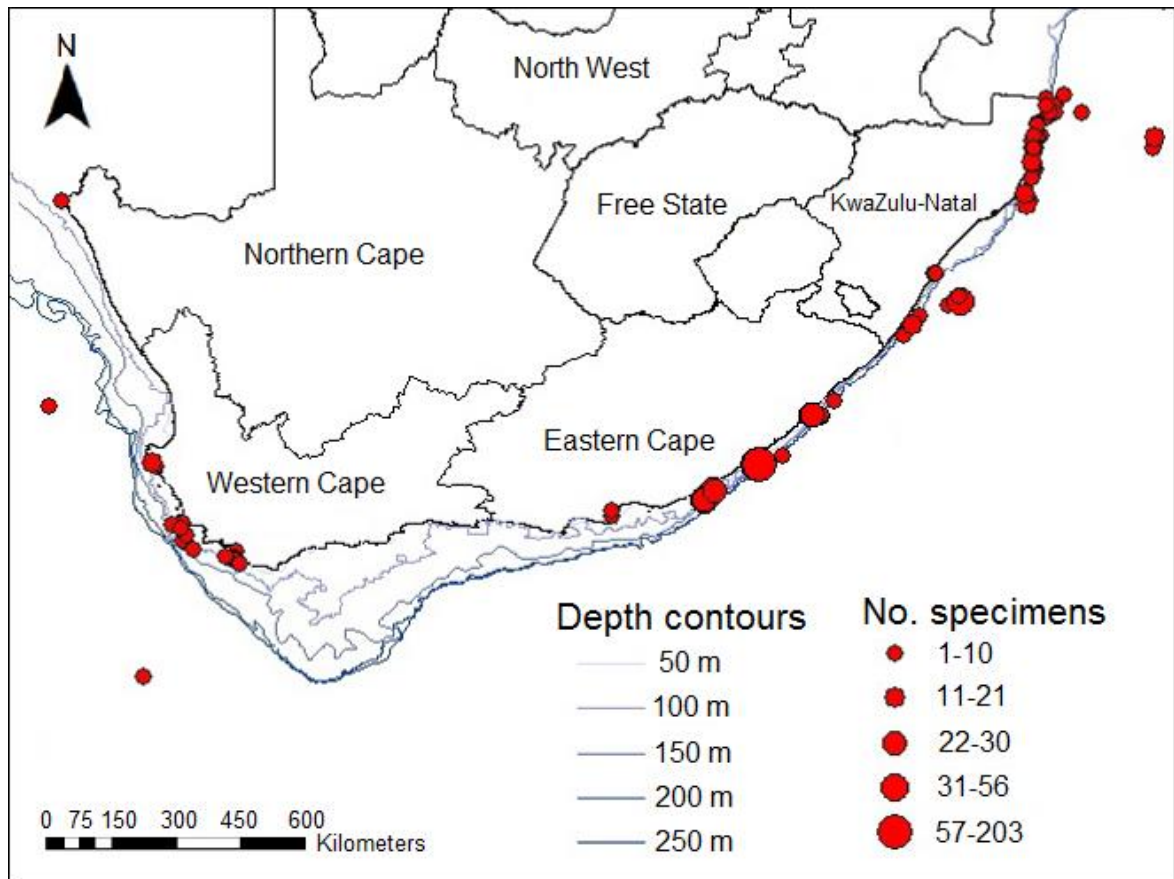 N
North West
Free State
KwaZulu-Natal
Northern Cape
Eastern Cape
Western Cape
Depth contours
50 m
100 m
150 m
200 m
250 m
No. specimens
1-10
11-21
22-30
31-56
57-203
0 75 150 300 450 600
Kilometers